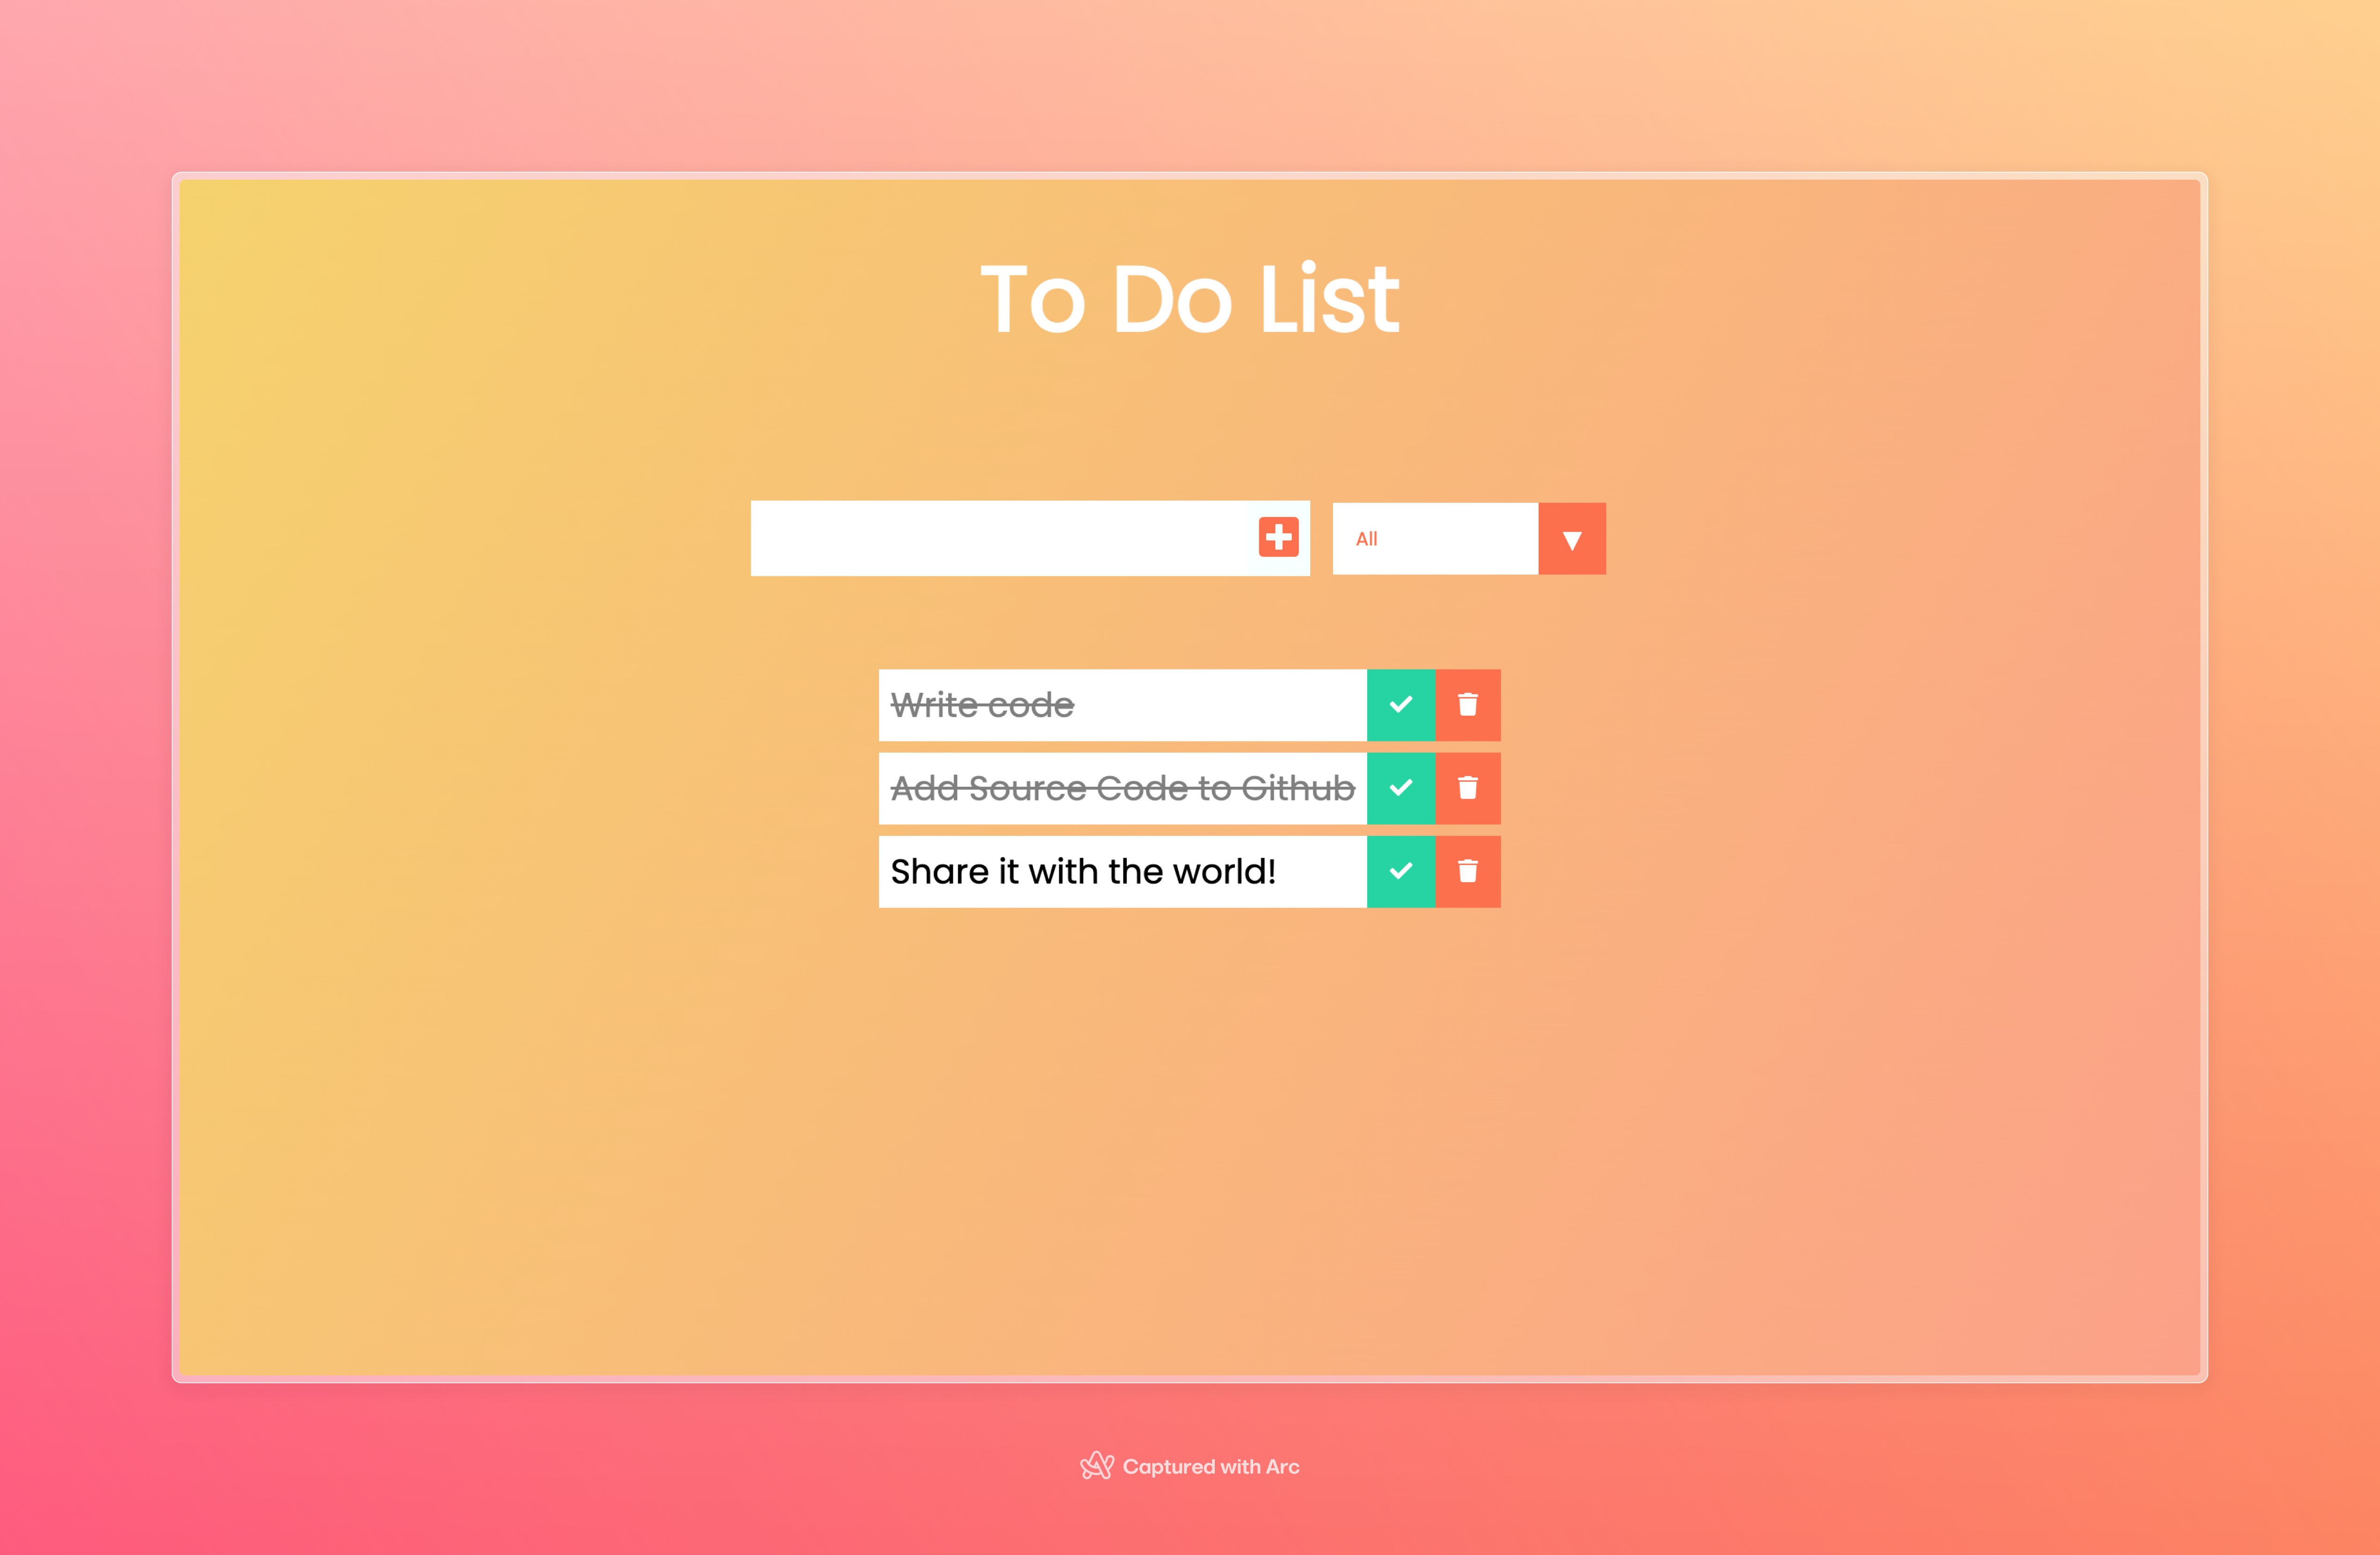 To Do List
All ▼
Write code
Add Source Code to Github
Share it with the world!
Captured with Arc